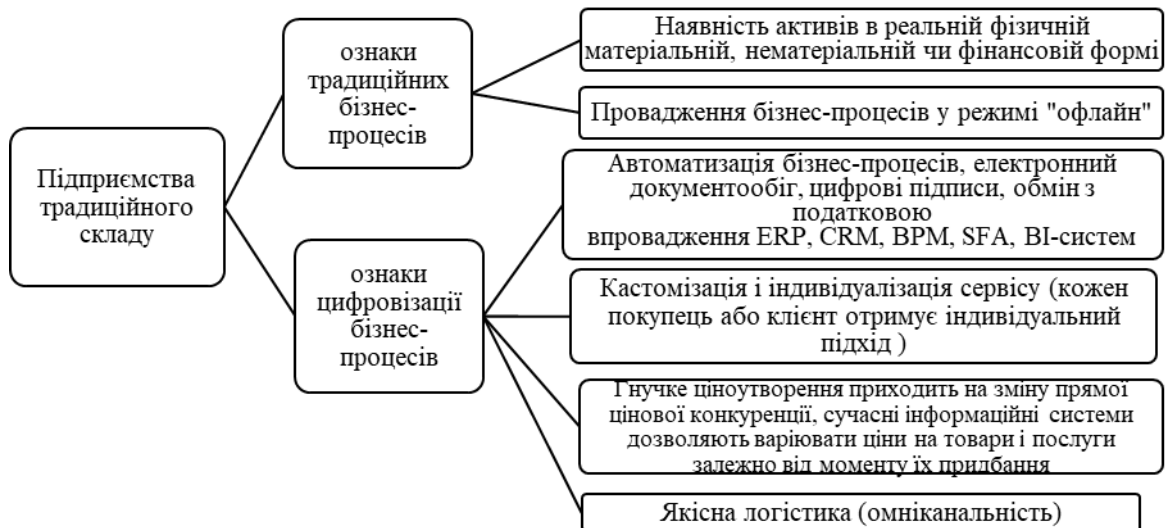 Підприємства
традиційного
складу
ознаки
традиційних
бізнес-
процесів
Наявність активів в реальній фізичній
матеріальній, нематеріальній чи фінансовій формі
Провадження бізнес-процесів у режимі "офлайн"
ознаки
цифровізації
бізнес-
процесів
Автоматизація бізнес-процесів, електронний
документообіг, цифрові підписи, обмін з
податковою
впровадження ERP, CRM, BPM, SFA, BI-систем
Кастомізація і індивідуалізація сервісу (кожен
покупець або клієнт отримує індивідуальний
підхід )
Гнучке ціноутворення приходить на зміну прямої
цінової конкуренції, сучасні інформаційні системи
дозволяють варіювати ціни на товари і послуги
залежно від моменту їх придбання
Якісна логістика (омніканальність)